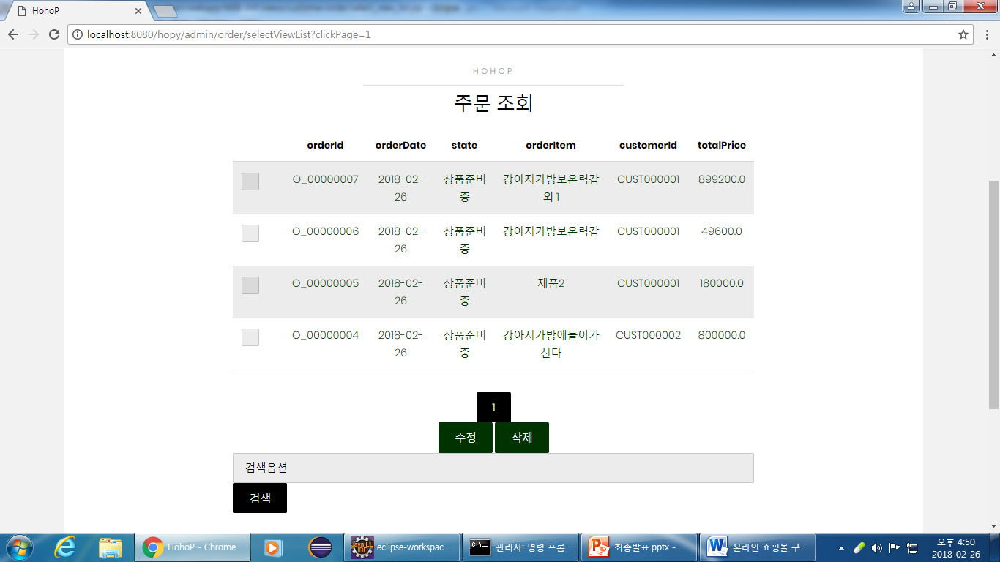 HohoP
localhost:8080/hopy/admin/order/selectViewList?clickPage=1
HOHOP
주문 조회
orderId orderDate state orderItem customerId totalPrice
O_00000007 2018-02-26 상품준비중 강아지가방보온력갑 외 1 CUST000001 899200.0
O_00000006 2018-02-26 상품준비중 강아지가방보온력갑 CUST000001 49600.0
O_00000005 2018-02-26 상품준비중 제품2 CUST000001 180000.0
O_00000004 2018-02-26 상품준비중 강아지가방에들어가신다 CUST000002 800000.0
1
수정 삭제
검색옵션
검색
HohoP - Chrome
Java EE IDE
eclipse-workspac...
C:\.
관리자: 명령 프롬...
최종발표.pptx - ...
온라인 쇼핑몰 구...
오후 4:50
2018-02-26